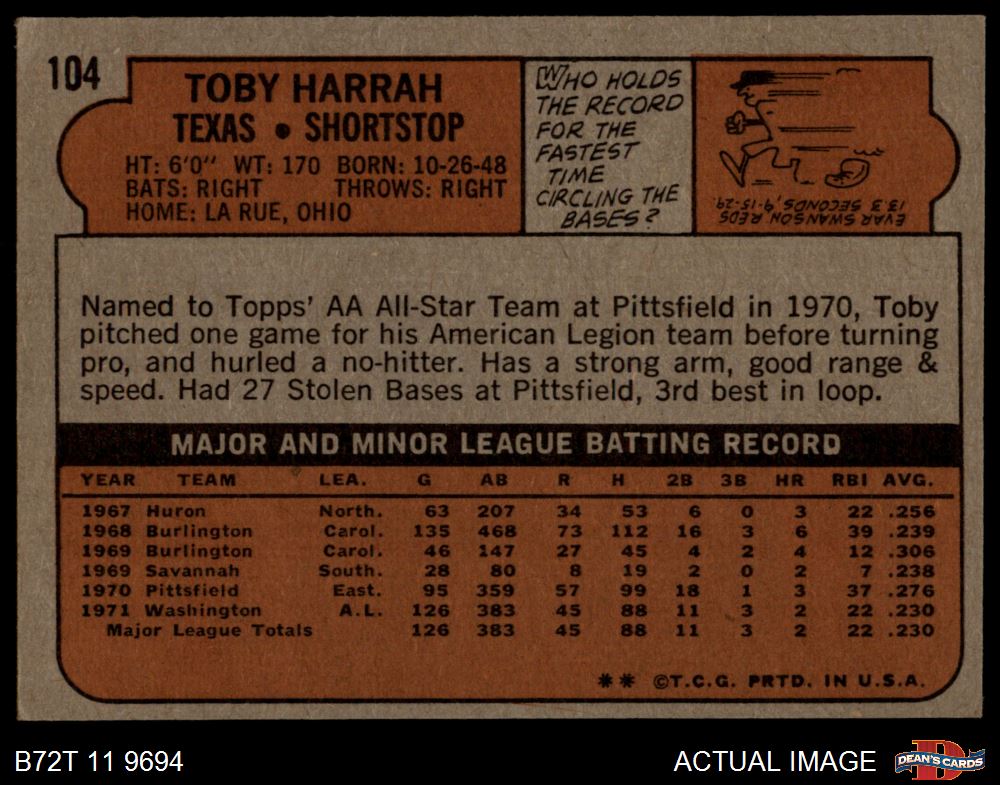 104
TOBY HARRAH
TEXAS • SHORTSTOP
HT: 6'0" WT: 170 BORN: 10-26-48
BATS: RIGHT THROWS: RIGHT
HOME: LA RUE, OHIO
WHO HOLDS
THE RECORD
FOR THE
FASTEST
TIME
CIRCLING THE
BASES?
EVAR SWANSON REDS
13.3 SECONDS, 9-15-29.
Named to Topps' AA All-Star Team at Pittsfield in 1970, Toby
pitched one game for his American Legion team before turning
pro, and hurled a no-hitter. Has a strong arm, good range &
speed. Had 27 Stolen Bases at Pittsfield, 3rd best in loop.
MAJOR AND MINOR LEAGUE BATTING RECORD
YEAR TEAM LEA. G AB R H 2B 3B HR RBI AVG.
1967 Huron North. 63 207 34 53 6 0 3 22 .256
1968 Burlington Carol. 135 468 73 112 16 3 6 39 .239
1969 Burlington Carol. 46 147 27 45 4 2 4 12 .306
1969 Savannah South. 28 80 8 19 2 0 2 7 .238
1970 Pittsfield East. 95 359 57 99 18 1 3 37 .276
1971 Washington A.L. 126 383 45 88 11 3 2 22 .230
Major League Totals 126 383 45 88 11 3 2 22 .230
** ©T.C.G. PRTD. IN U.S.A.
B72T 11 9694
ACTUAL IMAGE
D
DEAN'S CARDS